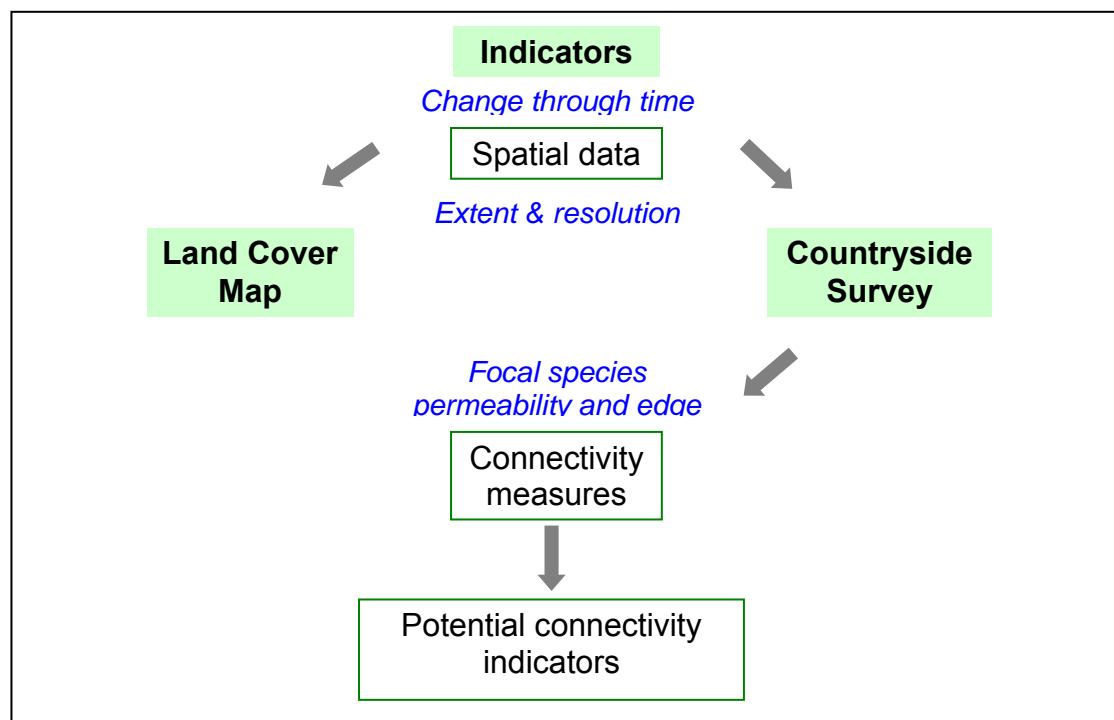 Indicators
Change through time
Spatial data
Extent & resolution
Land Cover
Map
Countryside
Survey
Focal species
permeability and edge
Connectivity
measures
Potential connectivity
indicators